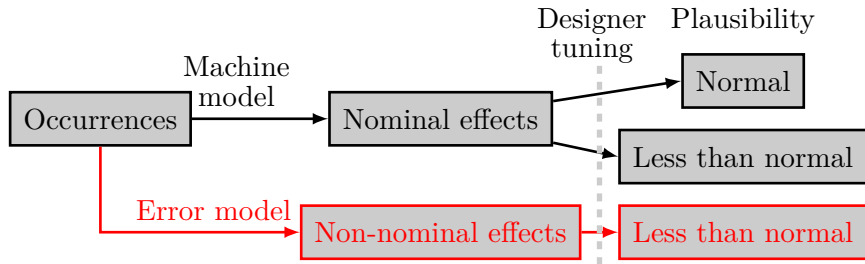 Designer
tuning
Plausibility
Machine
model
Normal
Occurrences
Nominal effects
Less than normal
Error model
Non-nominal effects
Less than normal